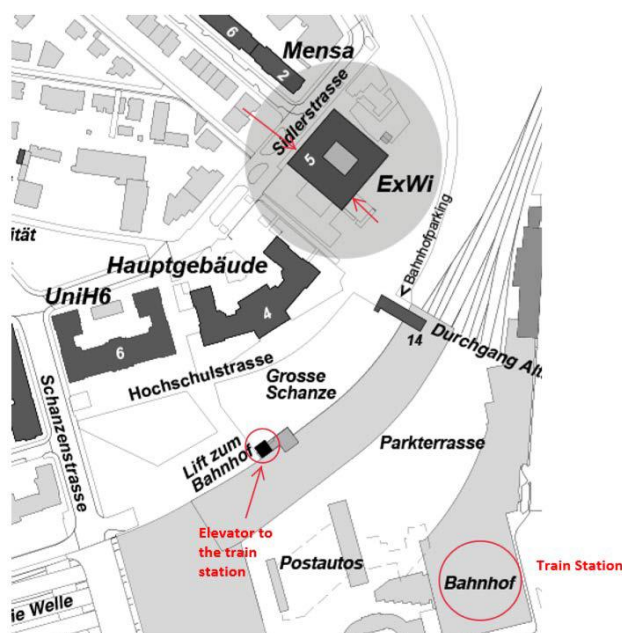 6
Mensa
2
Sidlerstrasse
5
ExWi
ität
Hauptgebäude
< Bahnhofparking
UniH6
4
6
14
Durchgang Alt
Hochschulstrasse
Grosse
Schanze
Schanzenstrasse
Lift zum
Bahnhof
Parkterrasse
Elevator to
the train
station
Postautos
Bahnhof
Train Station
ie Welle